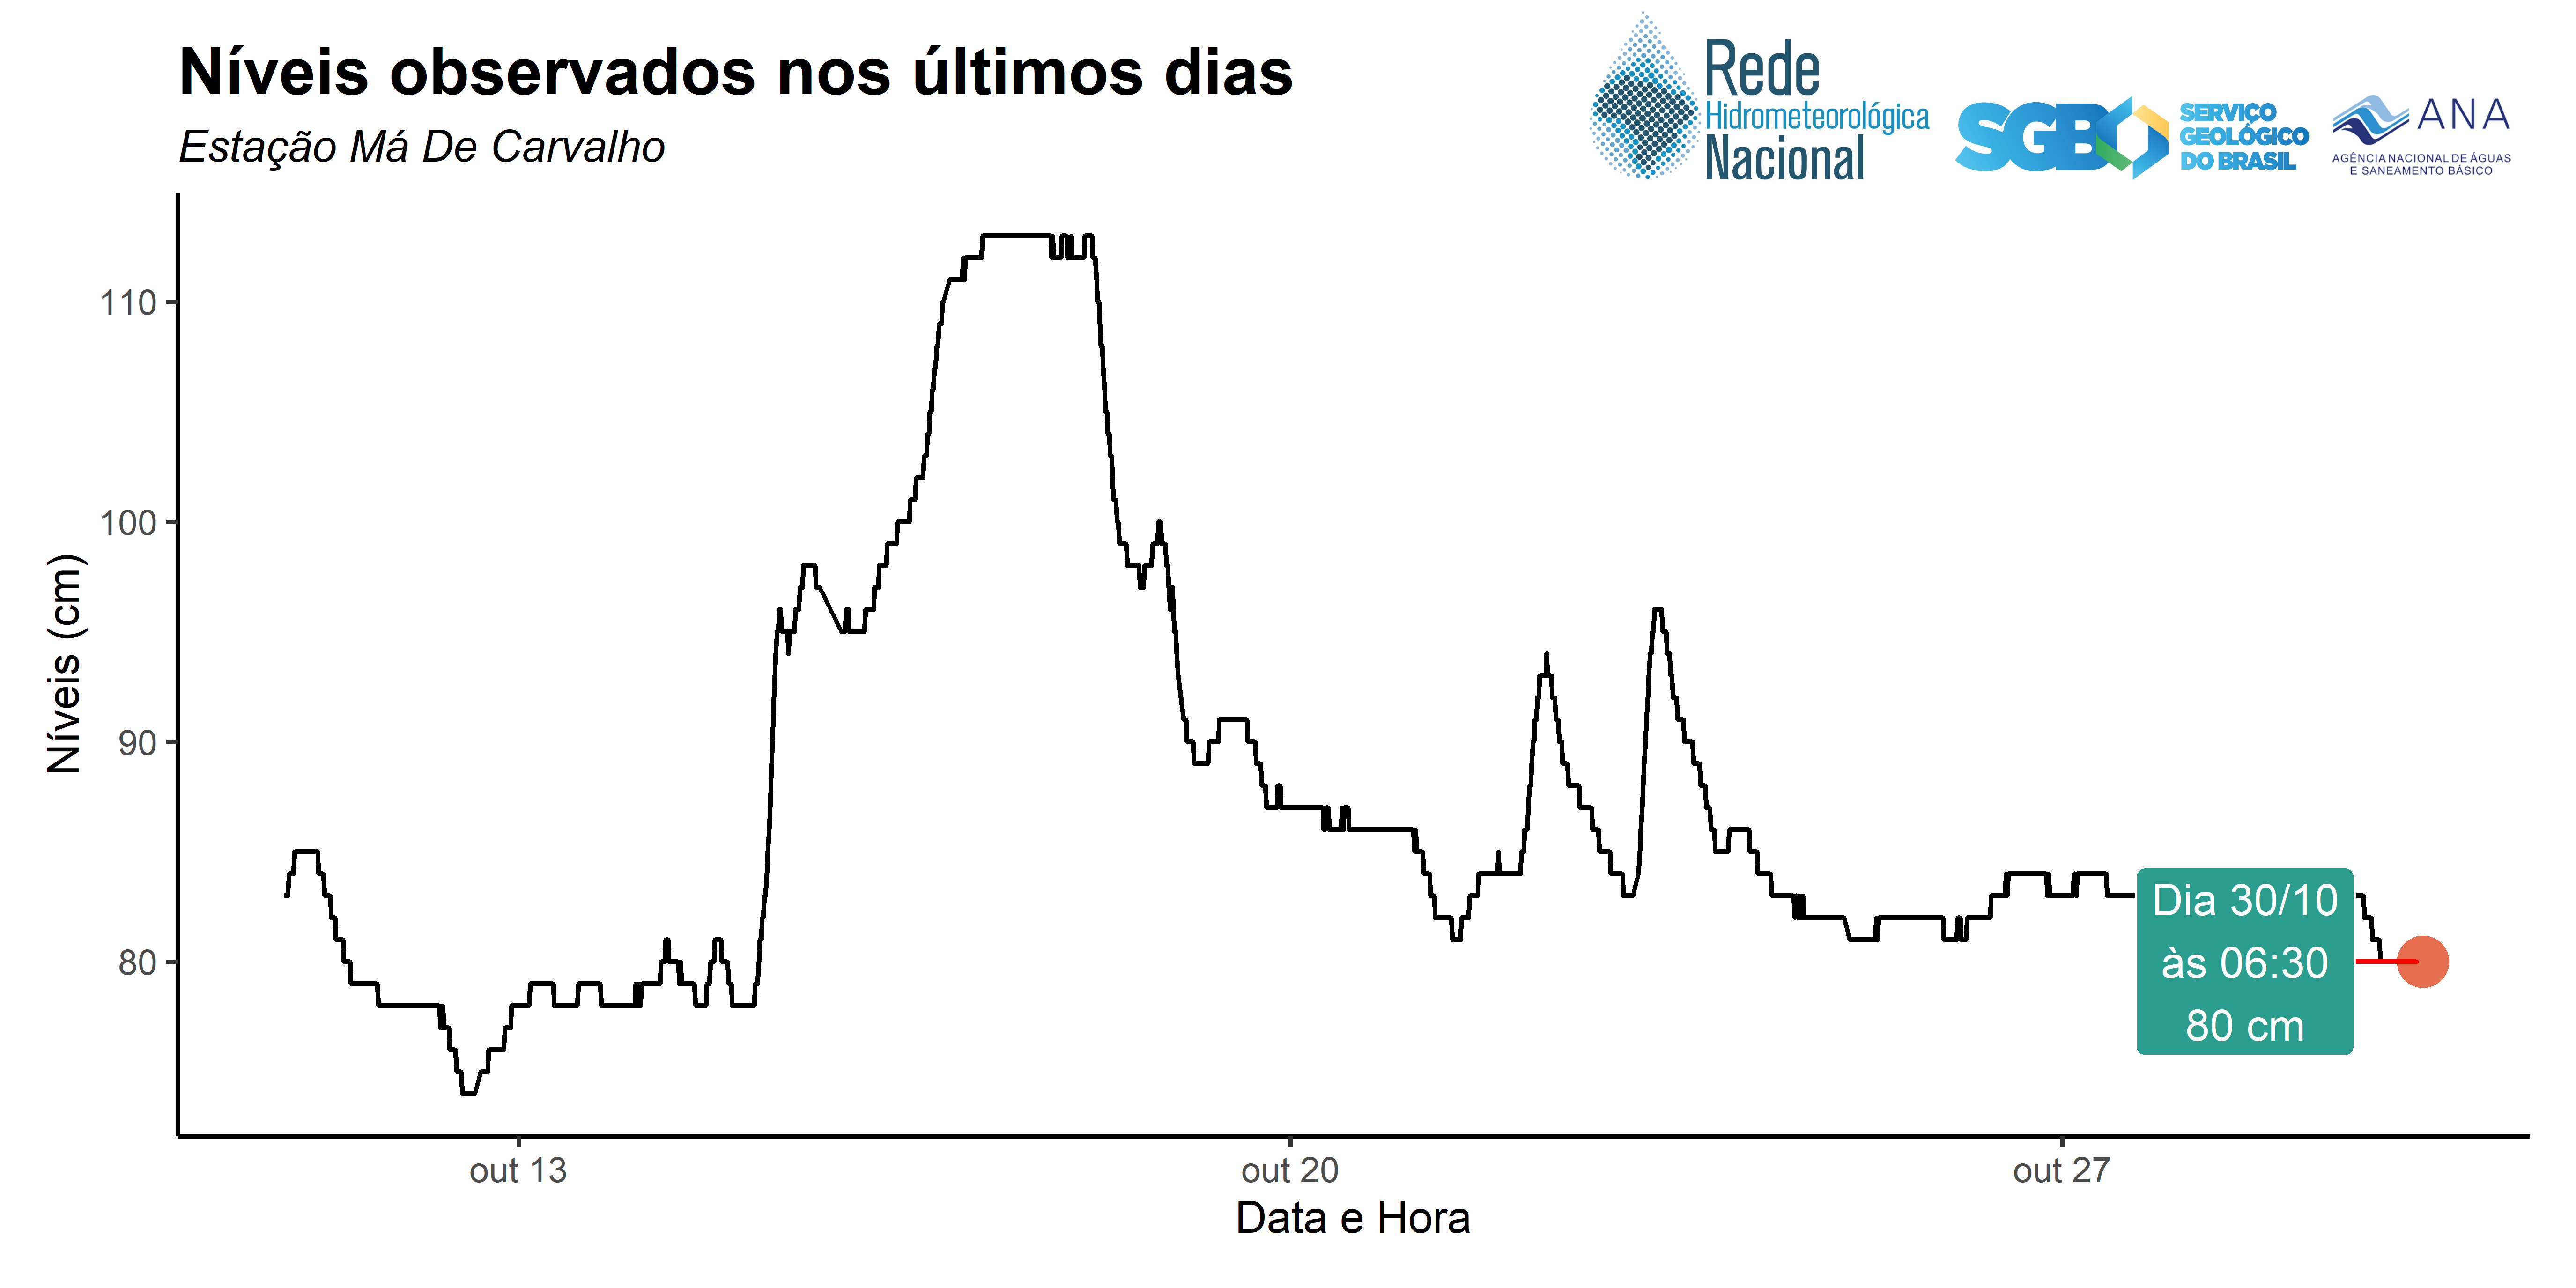 Níveis observados nos últimos dias
Estação Má De Carvalho
Rede
Hidrometeorológica
Nacional
SGB
SERVIÇO
GEOLÓGICO
DO BRASIL
ANA
AGÊNCIA NACIONAL DE ÁGUAS
E SANEAMENTO BÁSICO
Níveis (cm)
110
100
90
80
Dia 30/10
às 06:30
80 cm
out 13
out 20
out 27
Data e Hora